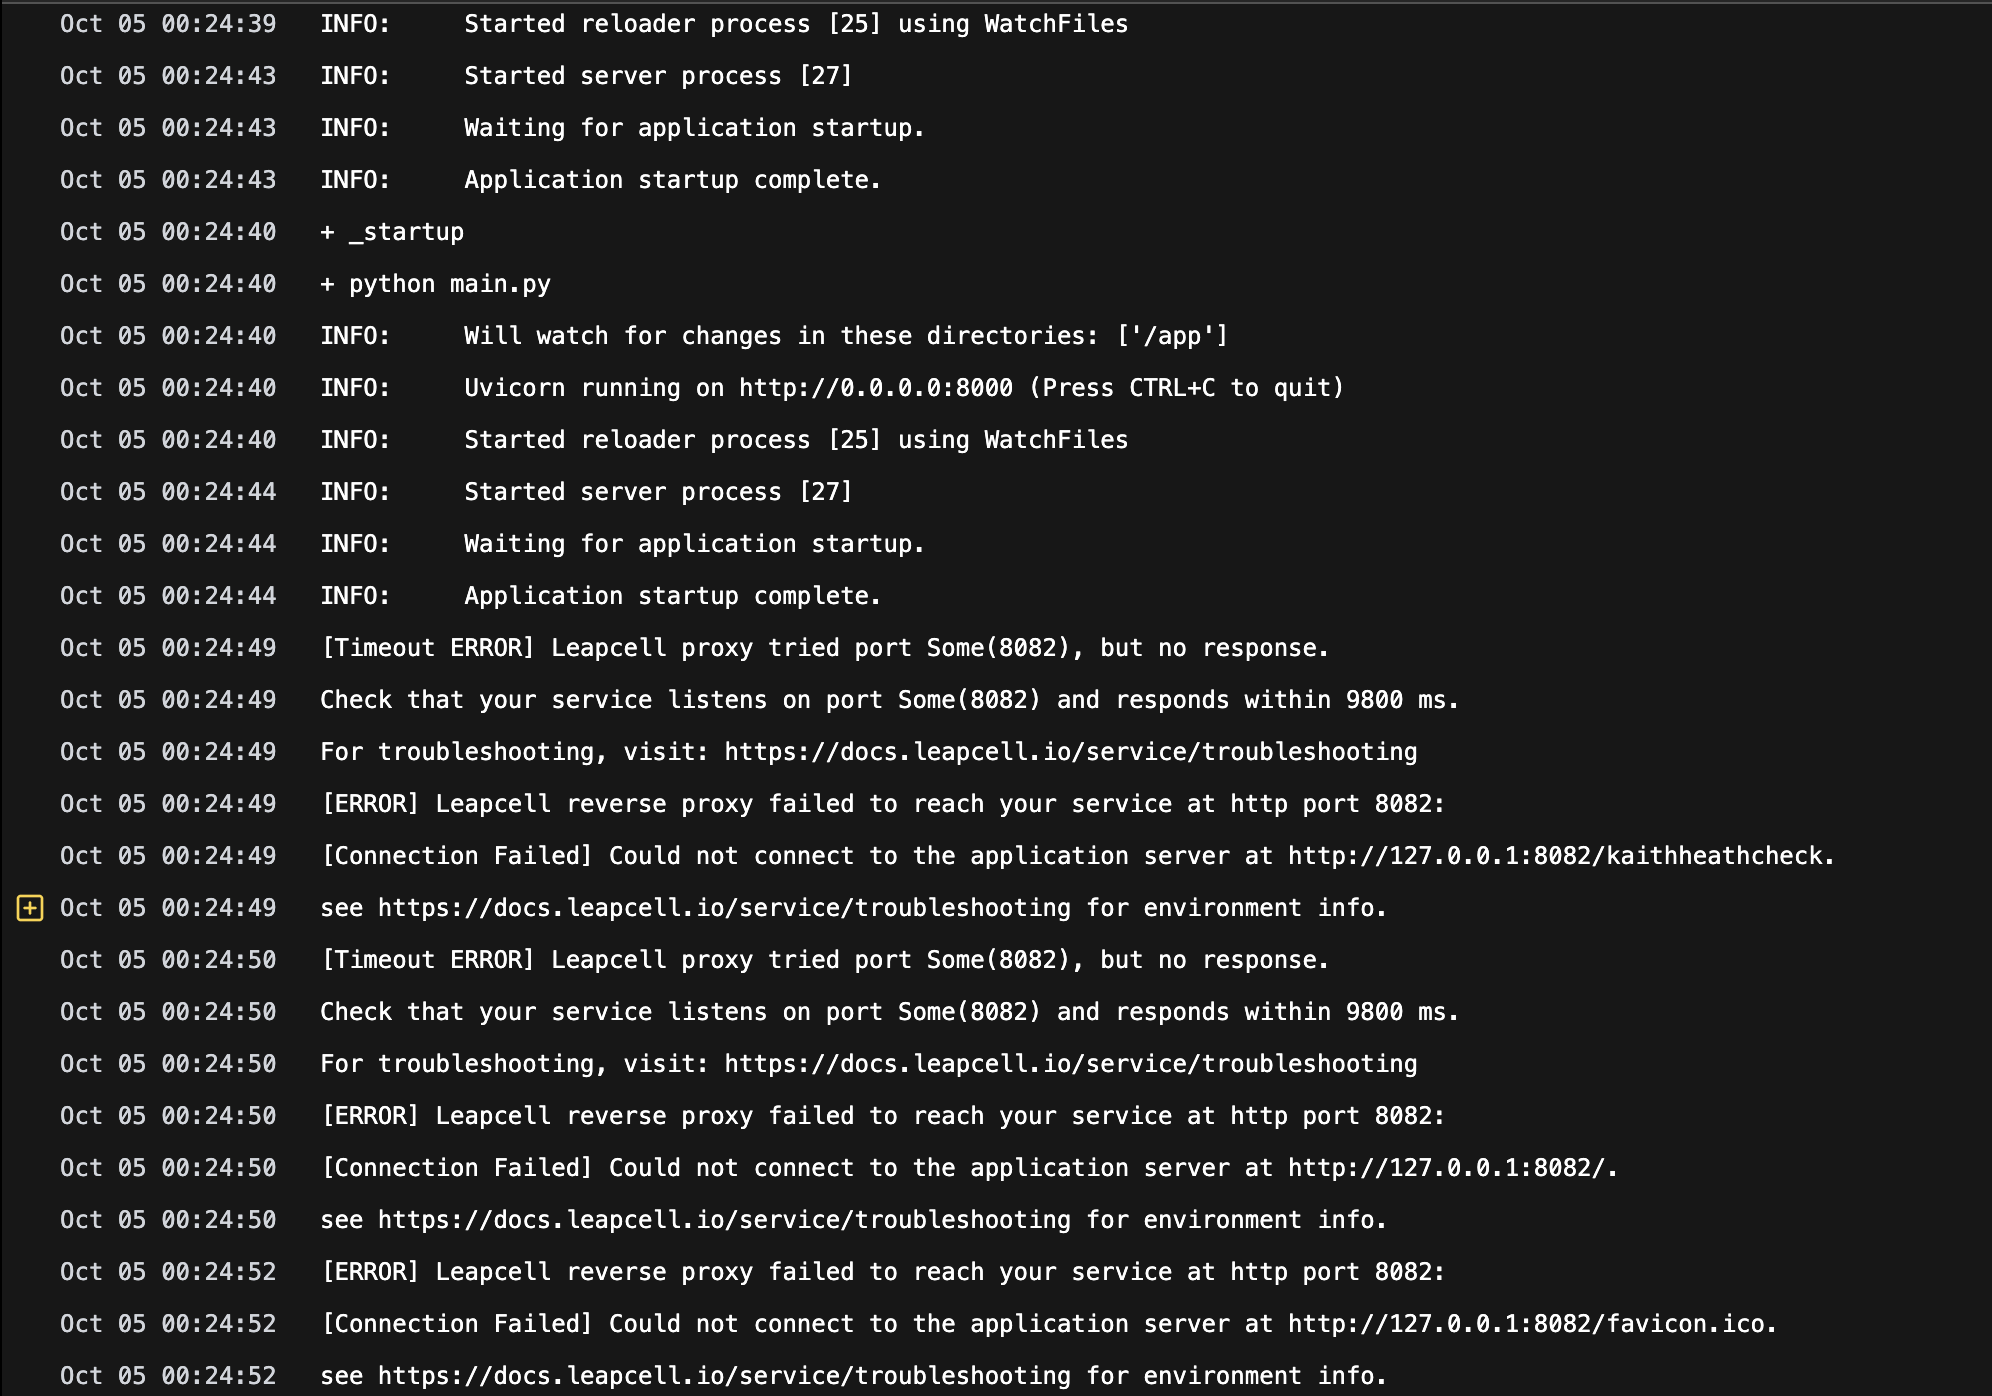 Oct 05 00:24:39 INFO:     Started reloader process [25] using WatchFiles
Oct 05 00:24:43 INFO:     Started server process [27]
Oct 05 00:24:43 INFO:     Waiting for application startup.
Oct 05 00:24:43 INFO:     Application startup complete.
Oct 05 00:24:40 + _startup
Oct 05 00:24:40 + python main.py
Oct 05 00:24:40 INFO:     Will watch for changes in these directories: ['/app']
Oct 05 00:24:40 INFO:     Uvicorn running on http://0.0.0.0:8000 (Press CTRL+C to quit)
Oct 05 00:24:40 INFO:     Started reloader process [25] using WatchFiles
Oct 05 00:24:44 INFO:     Started server process [27]
Oct 05 00:24:44 INFO:     Waiting for application startup.
Oct 05 00:24:44 INFO:     Application startup complete.
Oct 05 00:24:49 [Timeout ERROR] Leapcell proxy tried port Some(8082), but no response.
Oct 05 00:24:49 Check that your service listens on port Some(8082) and responds within 9800 ms.
Oct 05 00:24:49 For troubleshooting, visit: https://docs.leapcell.io/service/troubleshooting
Oct 05 00:24:49 [ERROR] Leapcell reverse proxy failed to reach your service at http port 8082:
Oct 05 00:24:49 [Connection Failed] Could not connect to the application server at http://127.0.0.1:8082/kaithheathcheck.
Oct 05 00:24:49 see https://docs.leapcell.io/service/troubleshooting for environment info.
Oct 05 00:24:50 [Timeout ERROR] Leapcell proxy tried port Some(8082), but no response.
Oct 05 00:24:50 Check that your service listens on port Some(8082) and responds within 9800 ms.
Oct 05 00:24:50 For troubleshooting, visit: https://docs.leapcell.io/service/troubleshooting
Oct 05 00:24:50 [ERROR] Leapcell reverse proxy failed to reach your service at http port 8082:
Oct 05 00:24:50 [Connection Failed] Could not connect to the application server at http://127.0.0.1:8082/.
Oct 05 00:24:50 see https://docs.leapcell.io/service/troubleshooting for environment info.
Oct 05 00:24:52 [ERROR] Leapcell reverse proxy failed to reach your service at http port 8082:
Oct 05 00:24:52 [Connection Failed] Could not connect to the application server at http://127.0.0.1:8082/favicon.ico.
Oct 05 00:24:52 see https://docs.leapcell.io/service/troubleshooting for environment info.